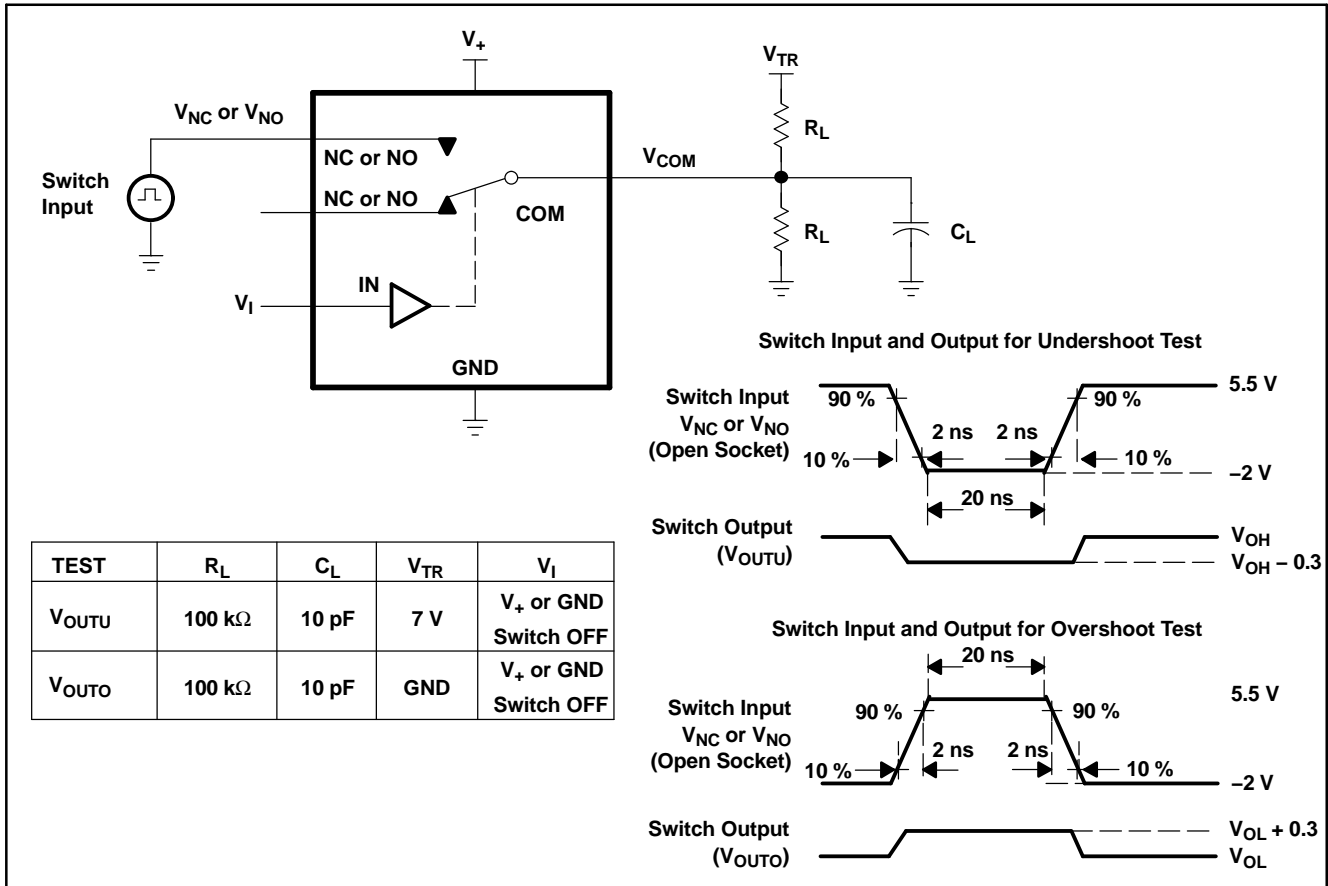 V+
VTR
VNC or VNO
RL
NC or NO
VCOM
Switch
Input
NC or NO
COM
RL
CL
IN
VI
GND
Switch Input and Output for Undershoot Test
Switch Input
VNC or VNO
(Open Socket)
90 %
90 %
5.5 V
2 ns
2 ns
10 %
10 %
–2 V
20 ns
Switch Output
(VOUTU)
VOH
VOH – 0.3
TEST RL CL VTR VI
VOUTU 100 kΩ 10 pF 7 V V+ or GND
Switch OFF
VOUTO 100 kΩ 10 pF GND V+ or GND
Switch OFF
Switch Input and Output for Overshoot Test
20 ns
5.5 V
Switch Input
VNC or VNO
(Open Socket)
90 %
90 %
2 ns
2 ns
10 %
10 %
–2 V
Switch Output
(VOUTO)
VOL + 0.3
VOL